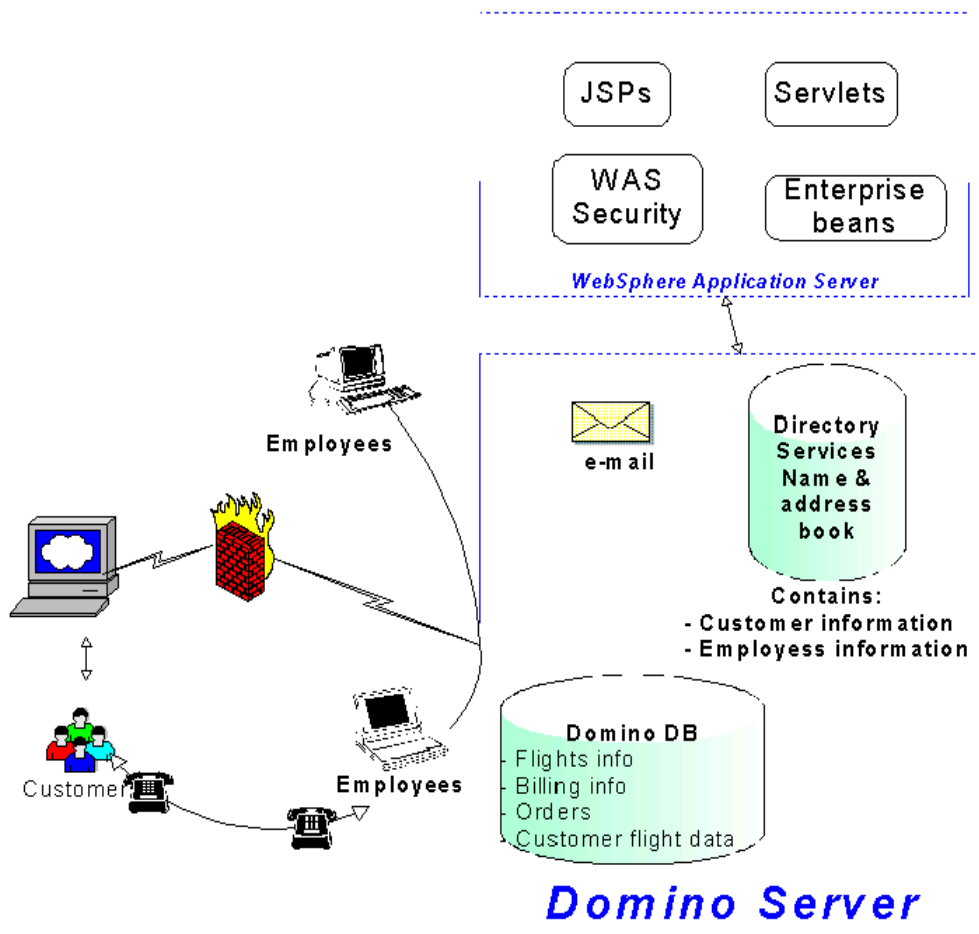 JSPs
Servlets
WAS
Security
Enterprise
beans
WebSphere Application Server
Employees
e-mail
Directory
Services
Name &
address
book
Contains:
- Customer information
- Employess information
Customer
Employees
Domino DB
- Flights info
- Billing info
- Orders
- Customer flight data
Domino Server